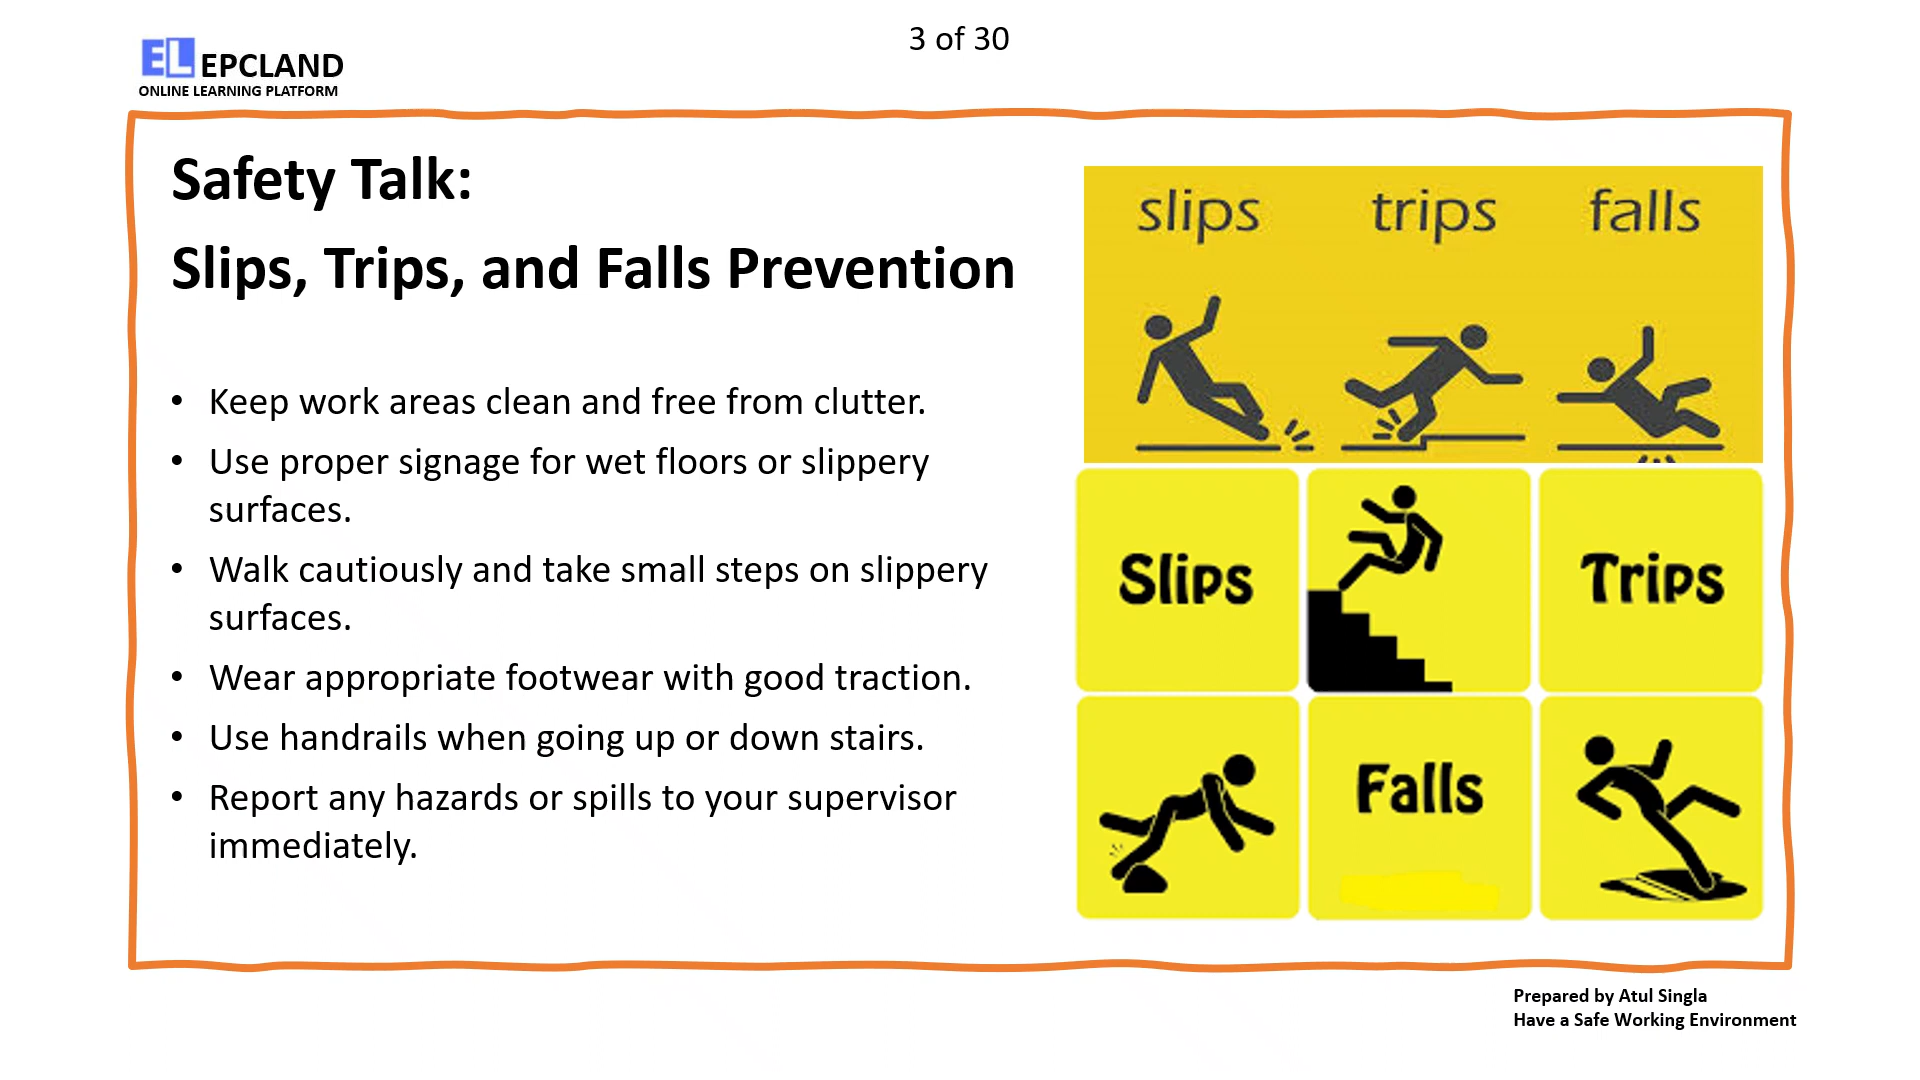 3 of 30
EL EPCLAND
ONLINE LEARNING PLATFORM
Safety Talk:
Slips, Trips, and Falls Prevention
• Keep work areas clean and free from clutter.
• Use proper signage for wet floors or slippery
surfaces.
• Walk cautiously and take small steps on slippery
surfaces.
• Wear appropriate footwear with good traction.
• Use handrails when going up or down stairs.
• Report any hazards or spills to your supervisor
immediately.
slips trips falls
Slips Trips
Falls
Prepared by Atul Singla
Have a Safe Working Environment